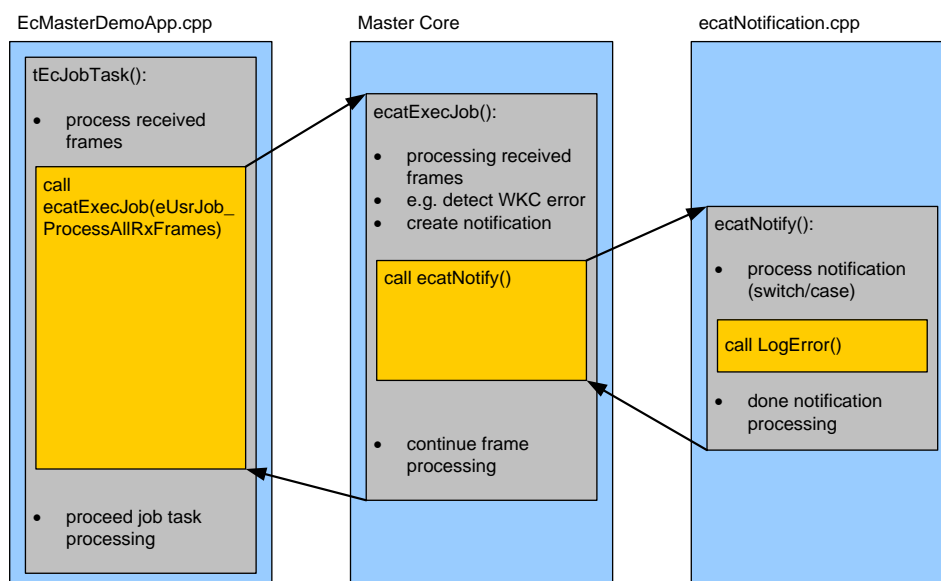 EcMasterDemoApp.cpp
tEcJobTask():
• process received
frames
call
ecatExecJob(eUsrJob_
ProcessAllRxFrames)
• proceed job task
processing
Master Core
ecatExecJob():
• processing received
frames
• e.g. detect WKC error
• create notification
call ecatNotify()
• continue frame
processing
ecatNotification.cpp
ecatNotify():
• process notification
(switch/case)
call LogError()
• done notification
processing